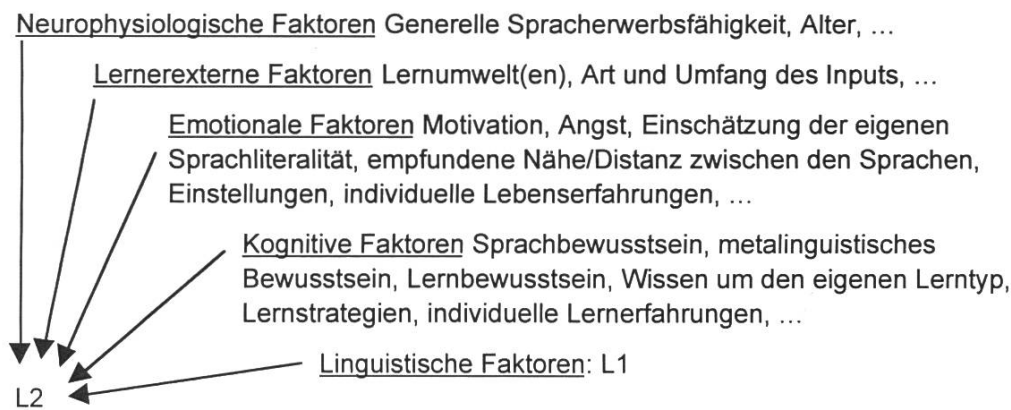 Neurophysiologische Faktoren Generelle Spracherwerbsfähigkeit, Alter, ...
Lernerexterne Faktoren Lernumwelt(en), Art und Umfang des Inputs, ...
Emotionale Faktoren Motivation, Angst, Einschätzung der eigenen
Sprachliteralität, empfundene Nähe/Distanz zwischen den Sprachen,
Einstellungen, individuelle Lebenserfahrungen, ...
Kognitive Faktoren Sprachbewusstsein, metalinguistisches
Bewusstsein, Lernbewusstsein, Wissen um den eigenen Lerntyp,
Lernstrategien, individuelle Lernerfahrungen, ...
Linguistische Faktoren: L1
L2